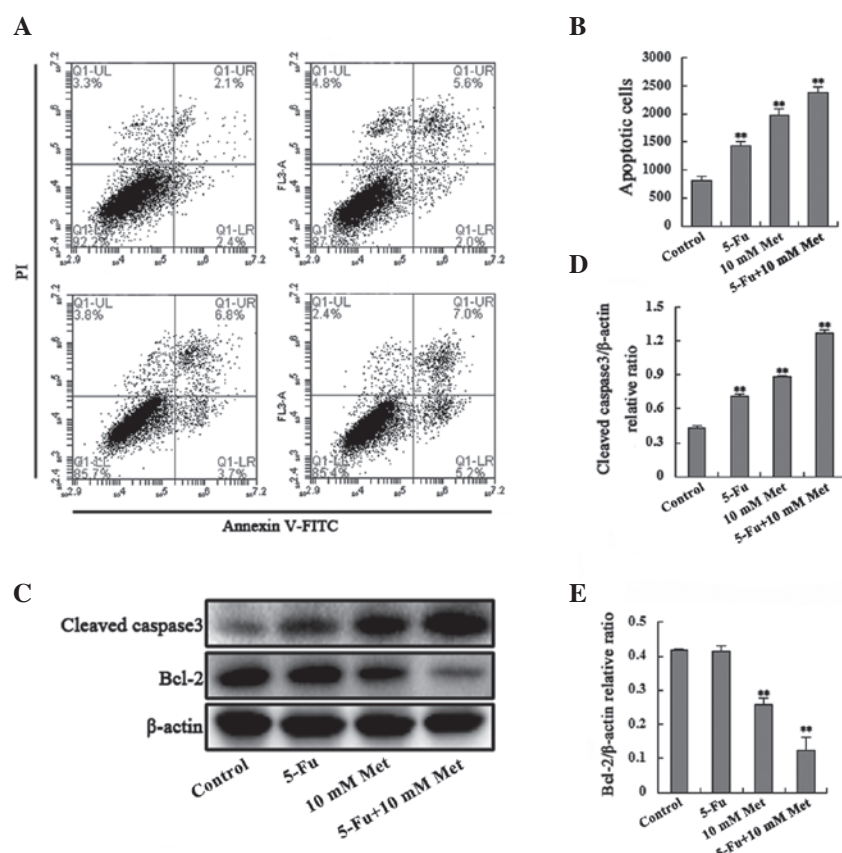 A
PI
Q1-UL
3.3%
Q1-UR
2.1%
92.2%
Q1-LR
2.4%
Q1-UL
4.8%
Q1-UR
5.6%
FL3-A
Q1-LR
2.0%
Q1-UL
3.8%
Q1-UR
6.8%
85.7%
Q1-LR
3.7%
Q1-UL
2.4%
Q1-UR
7.0%
FL3-A
85.4%
Q1-LR
5.2%
Annexin V-FITC
B
Apoptotic cells
3000
2500
2000
1500
1000
500
0
**
**
**
Control
5-Fu
10 mM Met
5-Fu+10 mM Met
D
Cleaved caspase3/β-actin
relative ratio
1.5
1.2
0.9
0.6
0.3
0
**
**
**
Control
5-Fu
10 mM Met
5-Fu+10 mM Met
C
Cleaved caspase3
Bcl-2
β-actin
Control
5-Fu
10 mM Met
5-Fu+10 mM Met
E
Bcl-2/β-actin relative ratio
0.5
0.4
0.3
0.2
0.1
0
**
**
Control
5-Fu
10 mM Met
5-Fu+10 mM Met